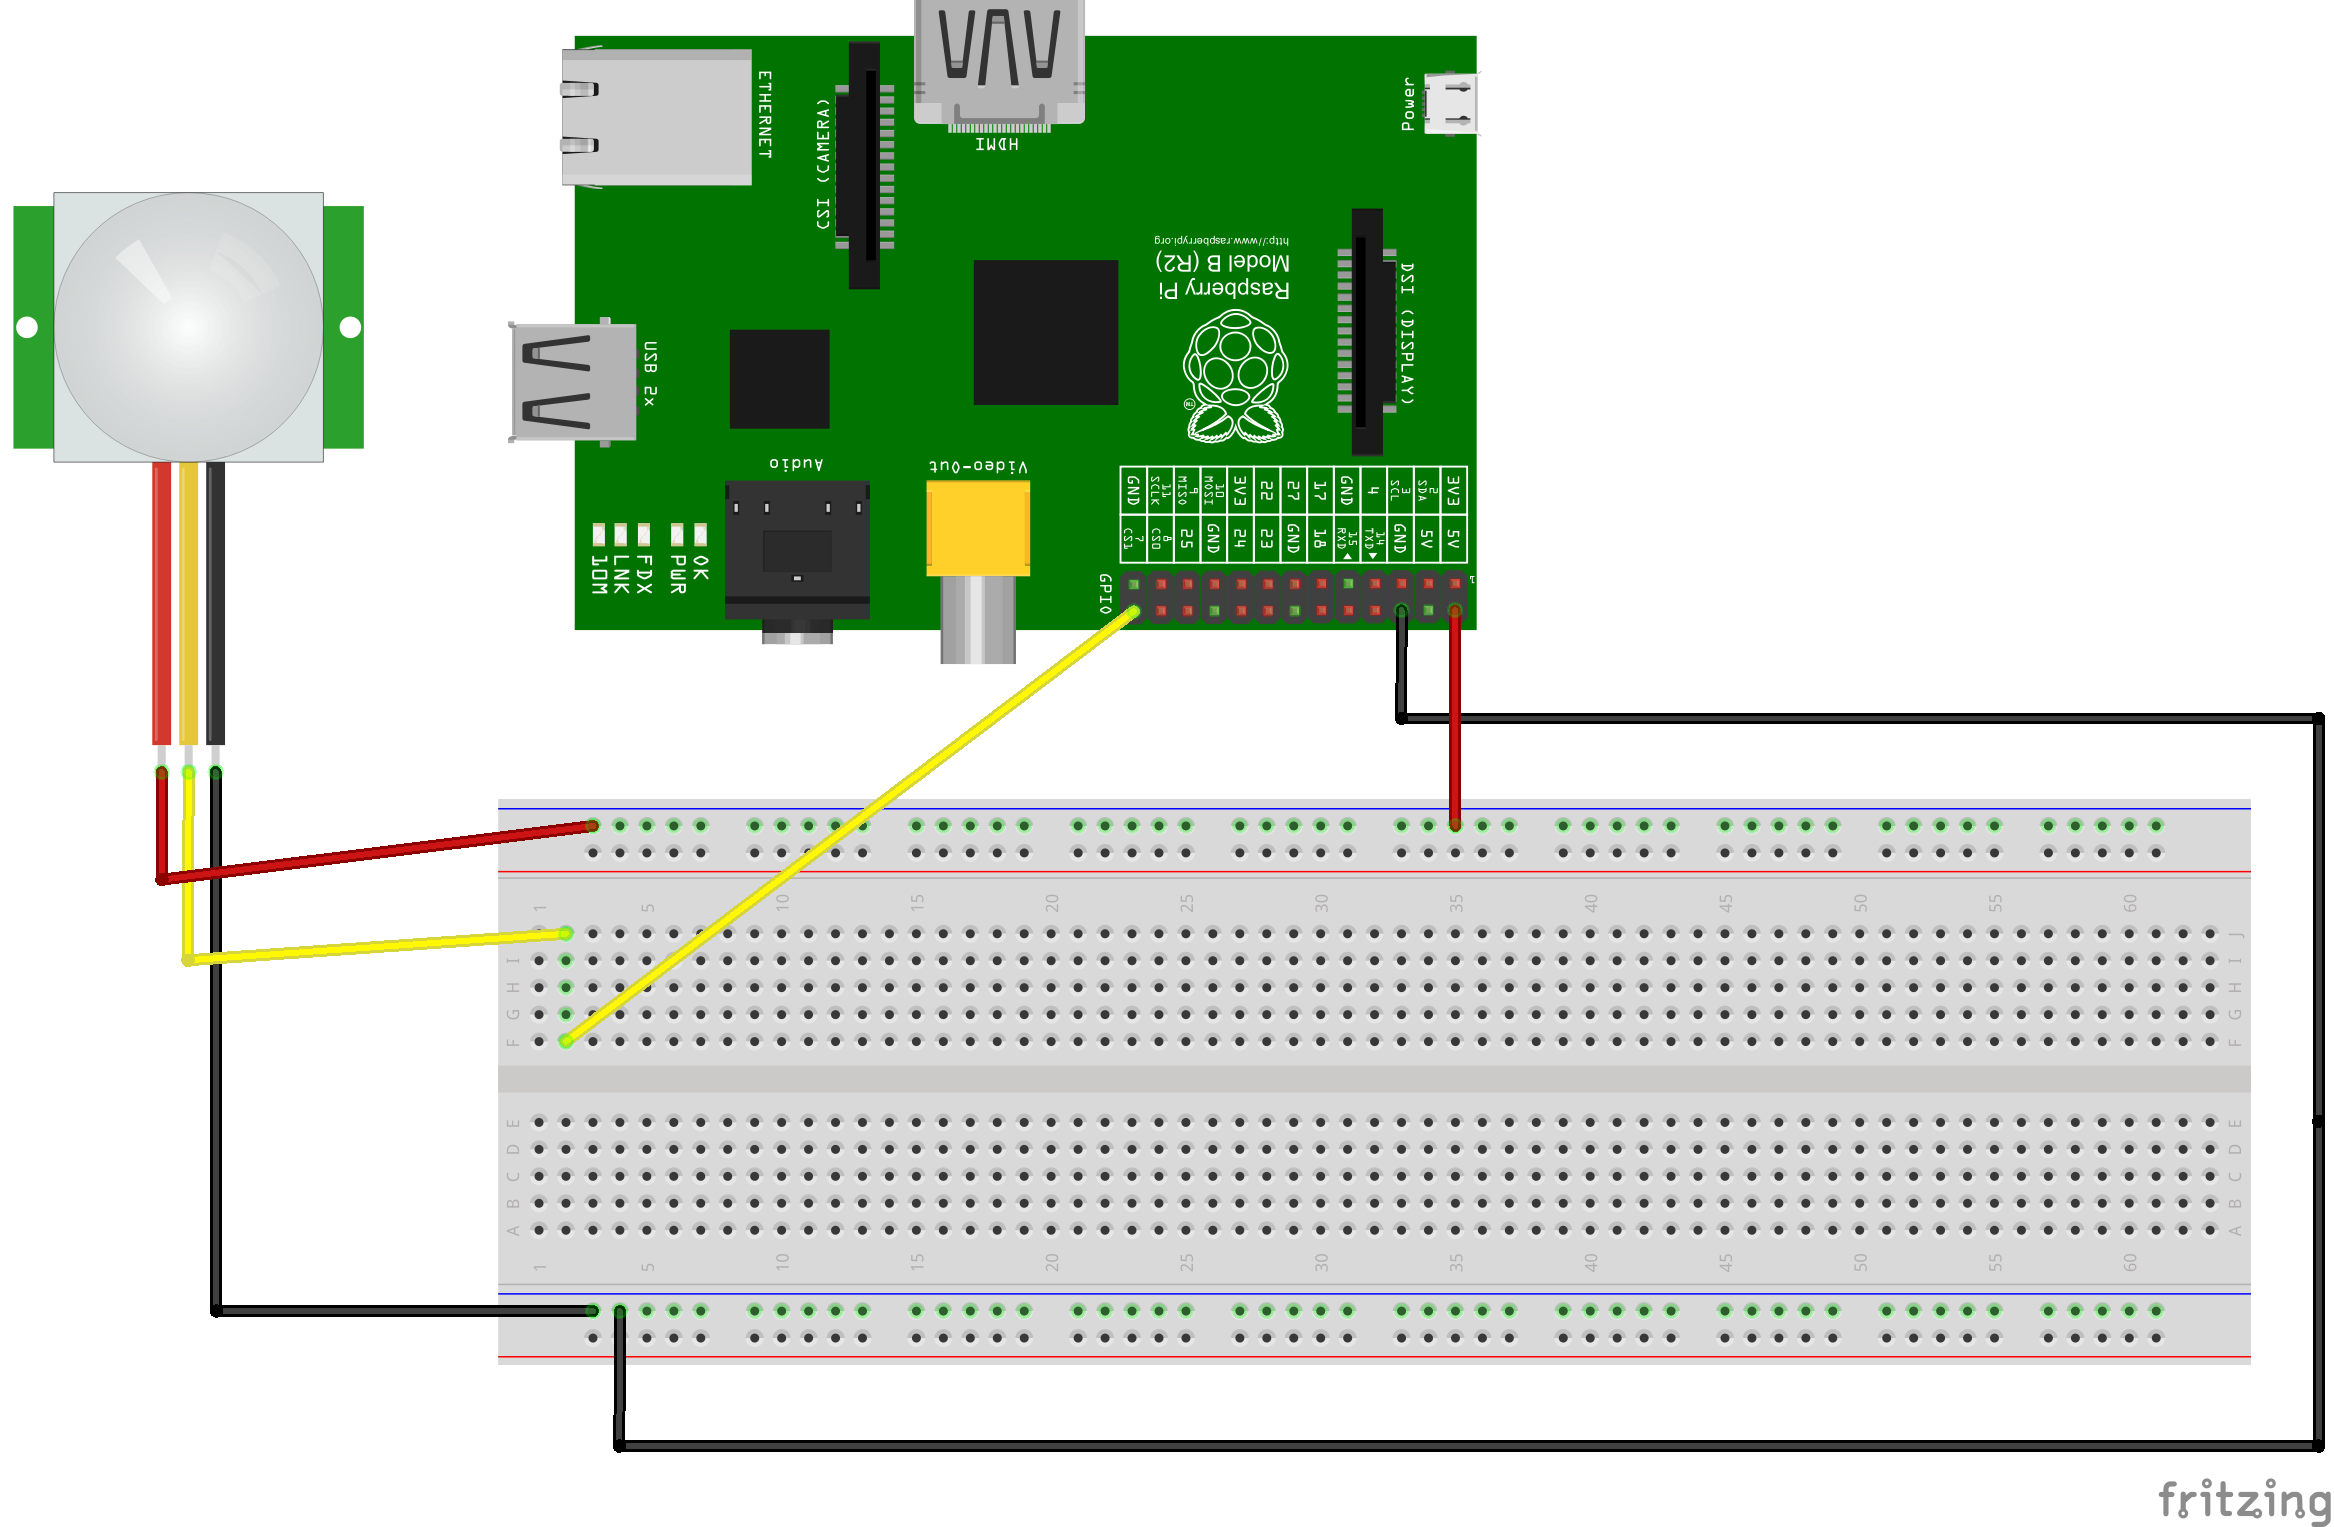 ETHERNET
CSI (CAMERA)
HDMI
Power
http://www.raspberrypi.org
Model B (R2)
Raspberry Pi
TM
DSI (DISPLAY)
USB 2x
Audio
Video-Out
10M
LNK
FDX
PWR
OK
GND 11 SCLK 9 MISO 10 MOSI 3V3 22 27 17 GND 4 3 SCL 2 SDA 3V3
7 CS1 8 CS0 25 GND 24 23 GND 18 15 RXD 14 TXD GND 5V 5V
GPIO
1
1 5 10 15 20 25 30 35 40 45 50 55 60
J
I I
H H
G G
F F
E E
D D
C C
B B
A A
1 5 10 15 20 25 30 35 40 45 50 55 60
fritzing